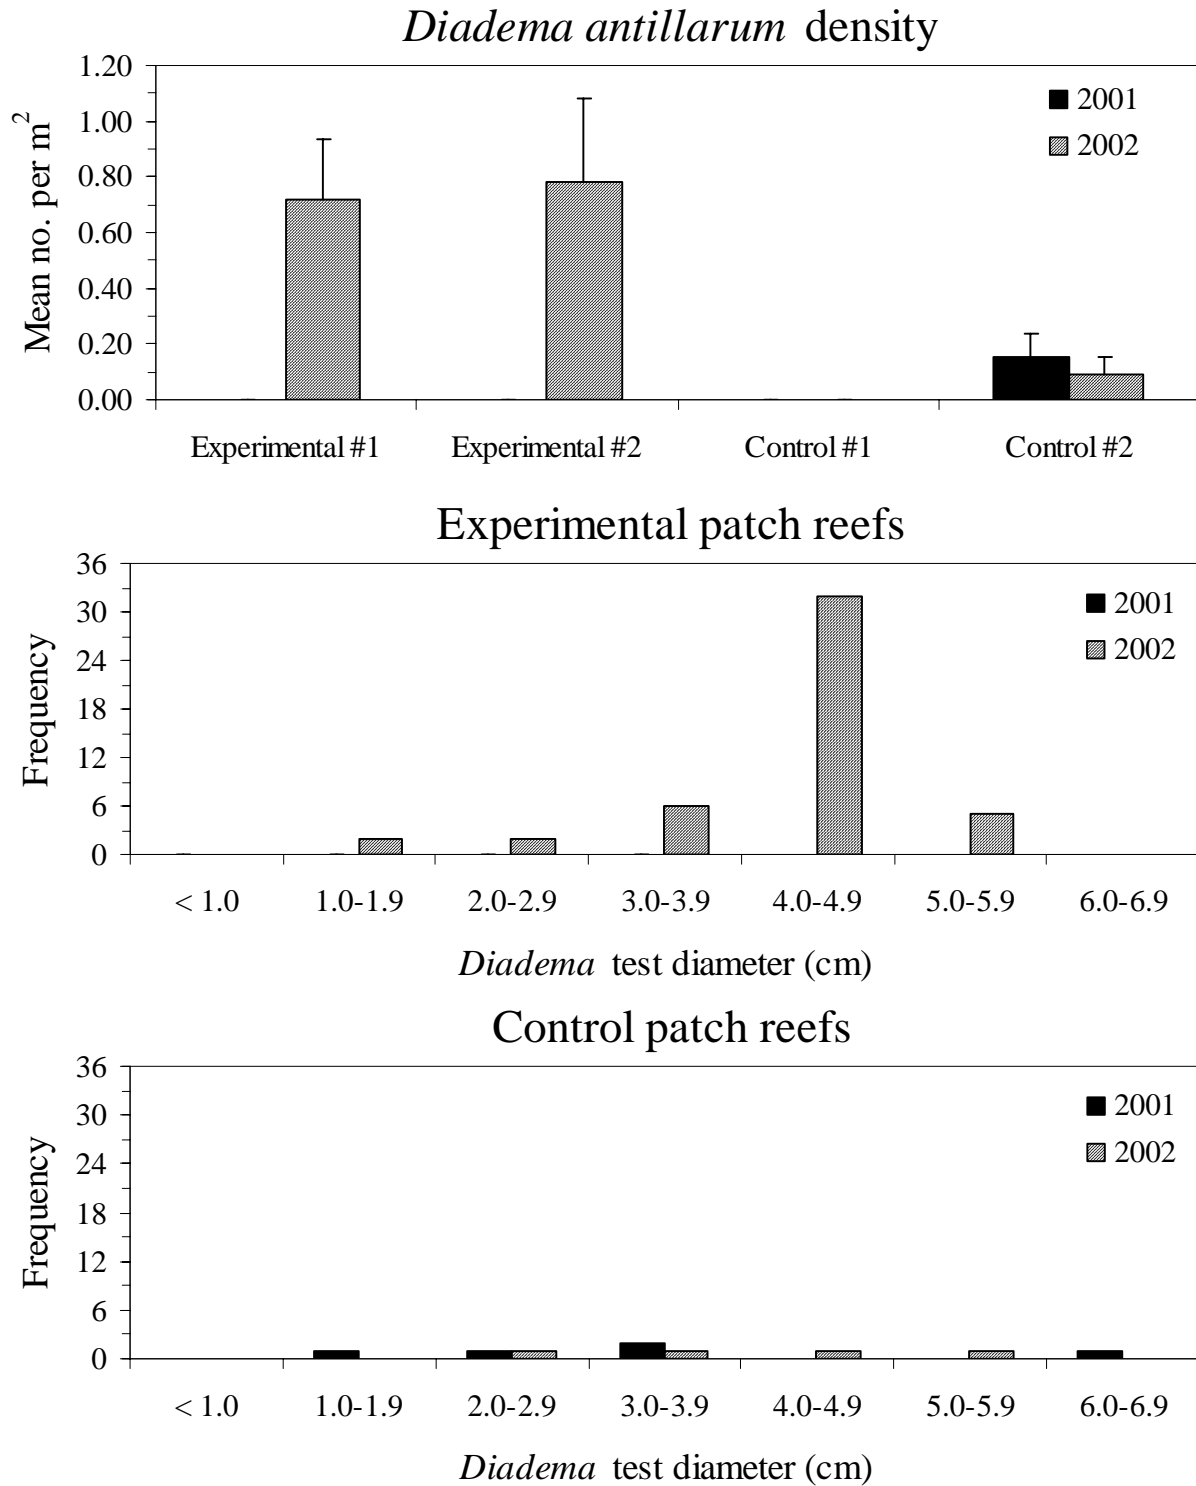 Diadema antillarum density
1.20
1.00
0.80
0.60
0.40
0.20
0.00
Mean no. per m²
2001
2002
Experimental #1 Experimental #2 Control #1 Control #2
Experimental patch reefs
36
30
24
18
12
6
0
Frequency
2001
2002
< 1.0 1.0-1.9 2.0-2.9 3.0-3.9 4.0-4.9 5.0-5.9 6.0-6.9
Diadema test diameter (cm)
Control patch reefs
36
30
24
18
12
6
0
Frequency
2001
2002
< 1.0 1.0-1.9 2.0-2.9 3.0-3.9 4.0-4.9 5.0-5.9 6.0-6.9
Diadema test diameter (cm)